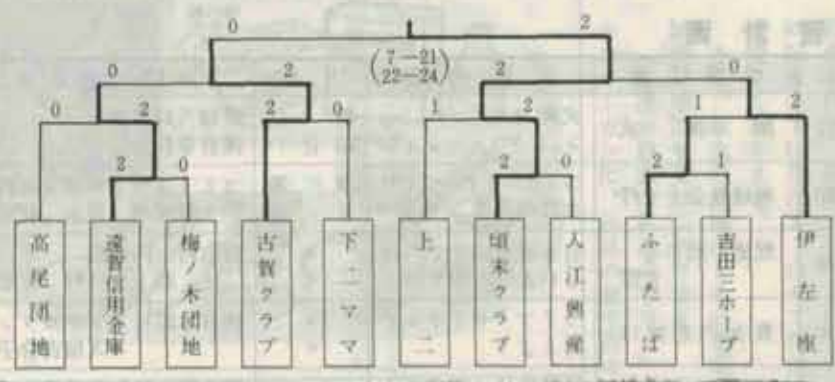 0 2
(7—21
22—24)
0 2 2 0
0 2 2 0 1 2 1 2
2 0 2 0 2 1
高尾団地
遠賀信用金庫
梅ノ木団地
古賀クラブ
下二ママ
上二
頃末クラブ
入江興産
ふたば
吉田三ホープ
伊左座